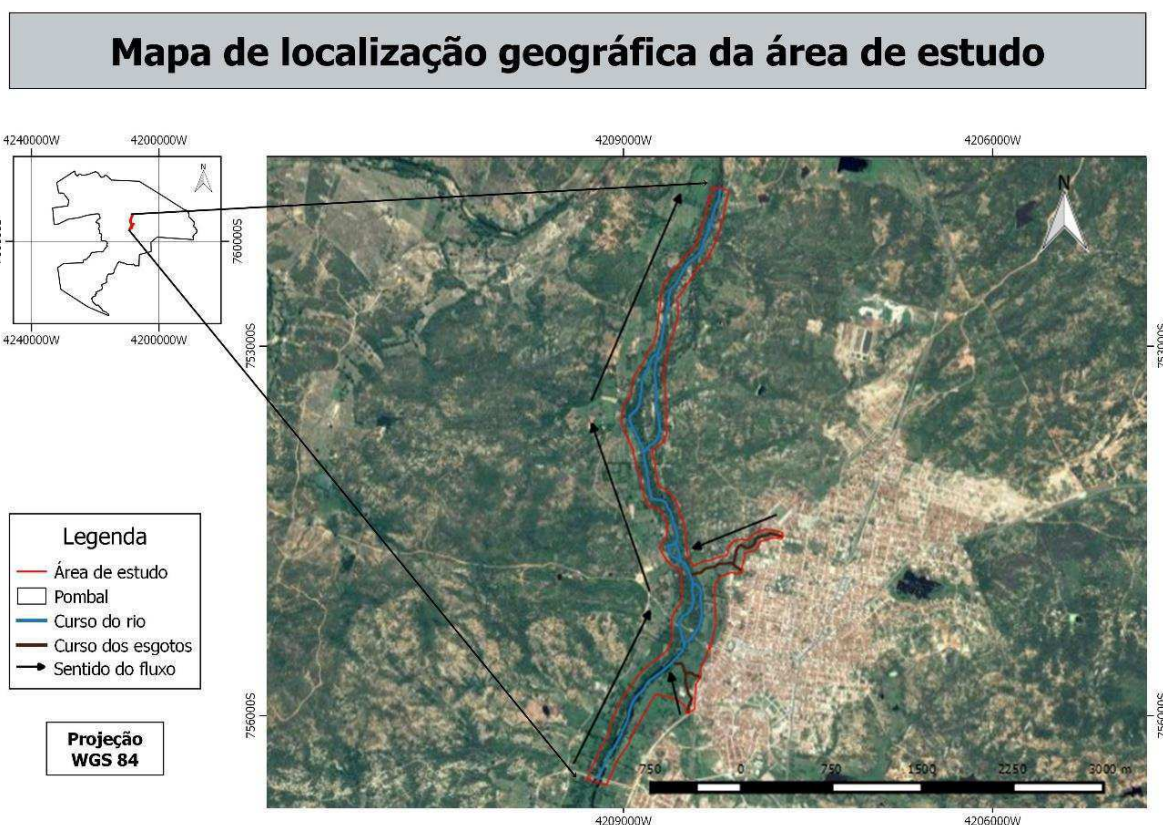 Mapa de localização geográfica da área de estudo
4240000W 4200000W
N
760000S
4240000W 4200000W
4209000W 4206000W
N
753000S 753000S
756000S 756000S
750 0 750 1500 2250 3000 m
4209000W 4206000W
Legenda
Área de estudo
Pombal
Curso do rio
Curso dos esgotos
Sentido do fluxo
Projeção
WGS 84